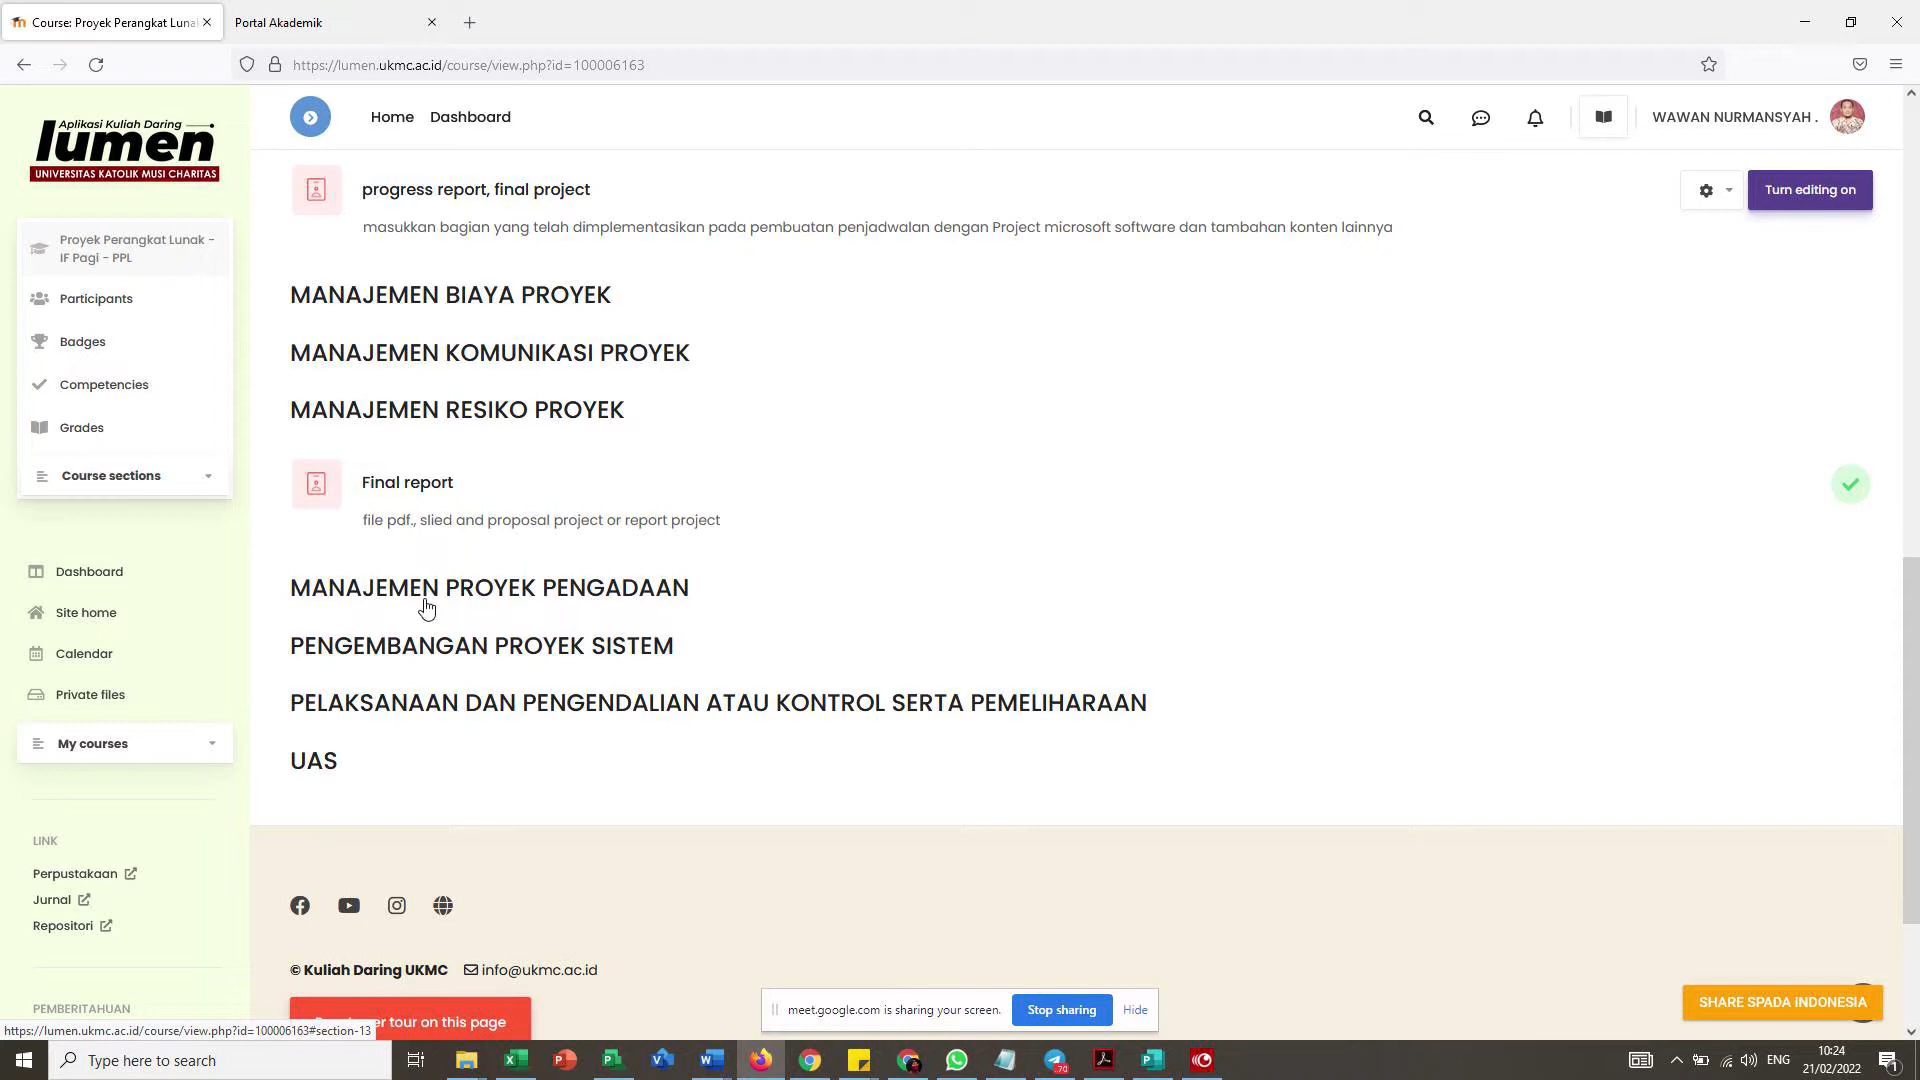 Course: Proyek Perangkat Luna
Portal Akademik
https://lumen.ukmc.ac.id/course/view.php?id=100006163
Aplikasi Kuliah Daring
lumen
UNIVERSITAS KATOLIK MUSI CHARITAS
Home
Dashboard
WAWAN NURMANSYAH .
Proyek Perangkat Lunak -
IF Pagi - PPL
Participants
Badges
Competencies
Grades
Course sections
Dashboard
Site home
Calendar
Private files
My courses
LINK
Perpustakaan
Jurnal
Repositori
PEMBERITAHUAN
progress report, final project
Turn editing on
masukkan bagian yang telah dimplementasikan pada pembuatan penjadwalan dengan Project microsoft software dan tambahan konten lainnya
MANAJEMEN BIAYA PROYEK
MANAJEMEN KOMUNIKASI PROYEK
MANAJEMEN RESIKO PROYEK
Final report
file pdf., slied and proposal project or report project
MANAJEMEN PROYEK PENGADAAN
PENGEMBANGAN PROYEK SISTEM
PELAKSANAAN DAN PENGENDALIAN ATAU KONTROL SERTA PEMELIHARAAN
UAS
© Kuliah Daring UKMC
info@ukmc.ac.id
er tour on this page
meet.google.com is sharing your screen.
Stop sharing
Hide
SHARE SPADA INDONESIA
https://lumen.ukmc.ac.id/course/view.php?id=100006163#section-13
Type here to search
70
ENG
10:24
21/02/2022
1